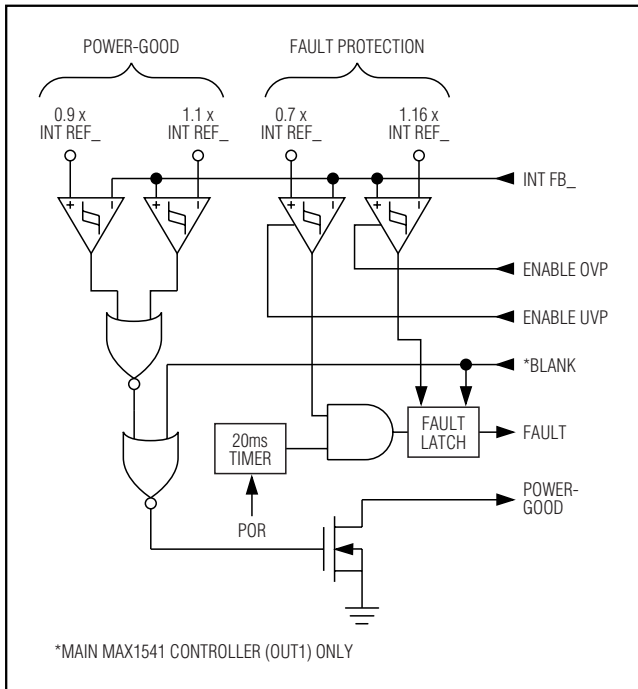 POWER-GOOD
FAULT PROTECTION
0.9 x
INT REF_
1.1 x
INT REF_
0.7 x
INT REF_
1.16 x
INT REF_
INT FB_
+ -
+ -
+ -
+ -
ENABLE OVP
ENABLE UVP
*BLANK
20ms
TIMER
FAULT
LATCH
FAULT
POWER-
GOOD
POR
*MAIN MAX1541 CONTROLLER (OUT1) ONLY